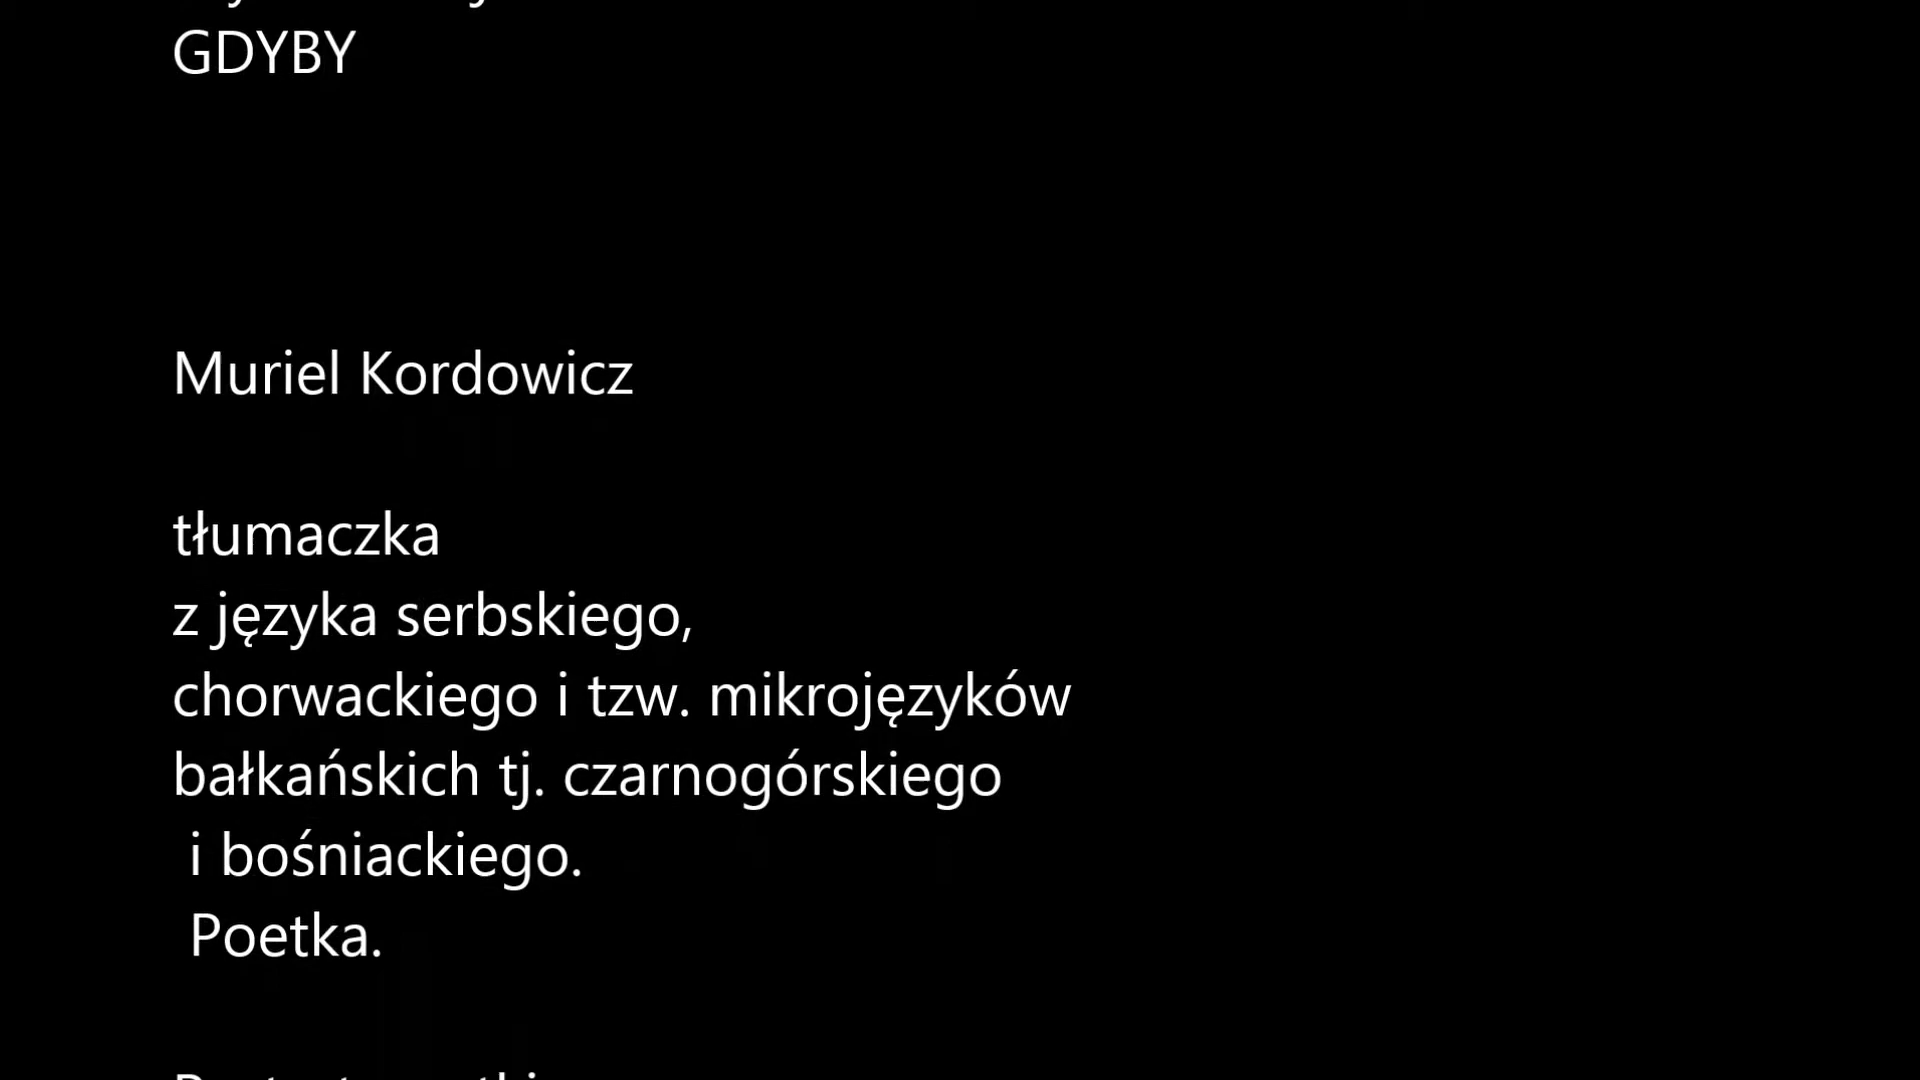 GDYBY
Muriel Kordowicz
tłumaczka
z języka serbskiego,
chorwackiego i tzw. mikrojęzyków
bałkańskich tj. czarnogórskiego
i bośniackiego.
Poetka.